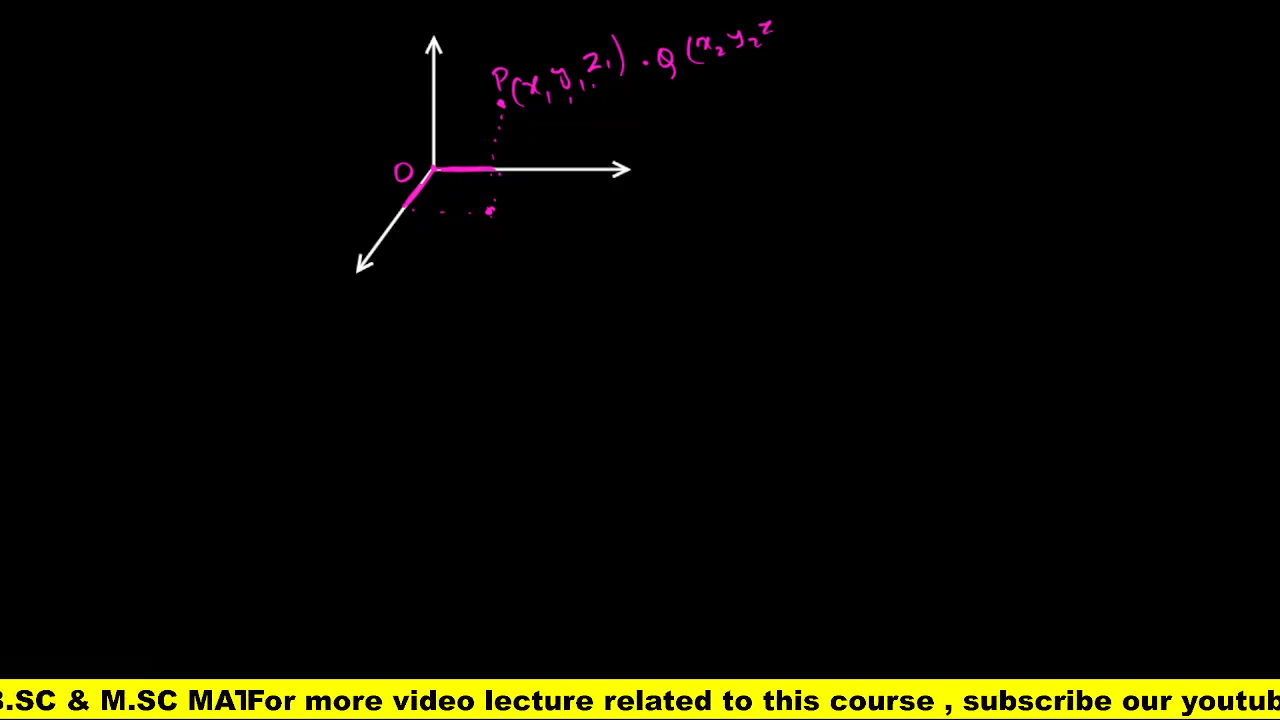 P(x₁, y₁, z₁) . Q (x₂ y₂ z
O
B.SC & M.SC MATFor more video lecture related to this course , subscribe our youtub